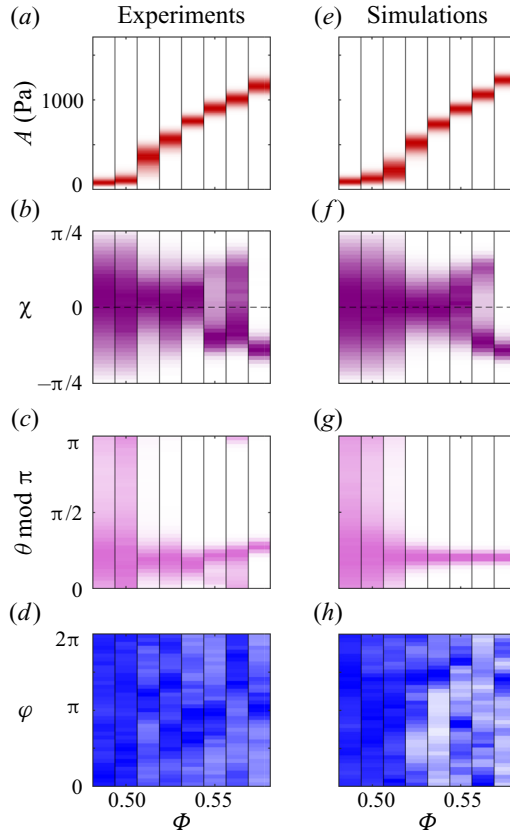 (a) Experiments (e) Simulations
A (Pa)
1000
0
(b) (f)
π/4
χ
0
−π/4
(c) (g)
π
θ mod π
π/2
0
(d) (h)
2π
φ
π
0
0.50 0.55 0.50 0.55
Φ Φ